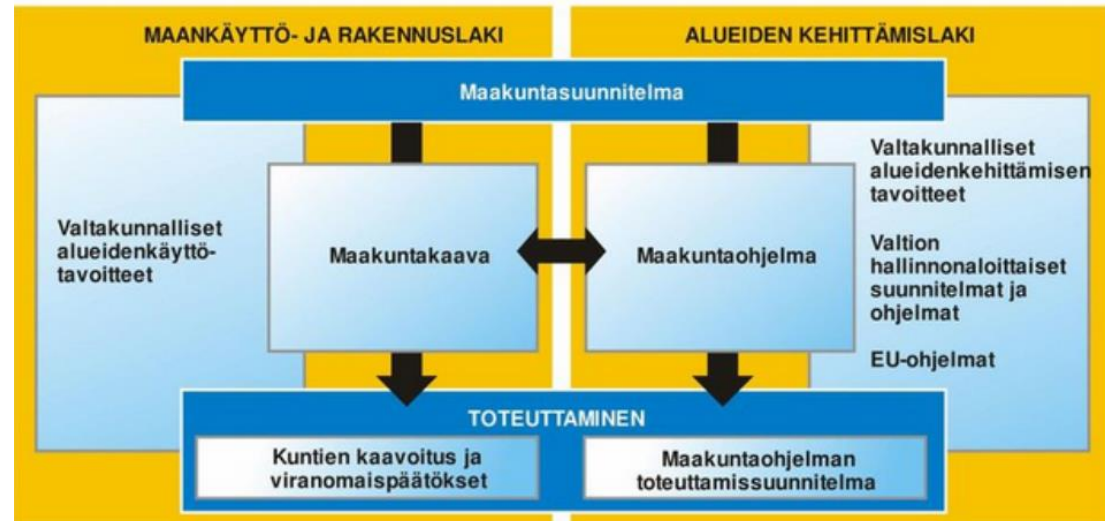 MAANKÄYTTÖ- JA RAKENNUSLAKI
ALUEIDEN KEHITTÄMISLAKI
Maakuntasuunnitelma
Valtakunnalliset
alueidenkäyttö-
tavoitteet
Maakuntakaava
Maakuntaohjelma
Valtakunnalliset
alueidenkehittämisen
tavoitteet
Valtion
hallinnonaloittaiset
suunnitelmat ja
ohjelmat
EU-ohjelmat
TOTEUTTAMINEN
Kuntien kaavoitus ja
viranomaispäätökset
Maakuntaohjelman
toteuttamissuunnitelma